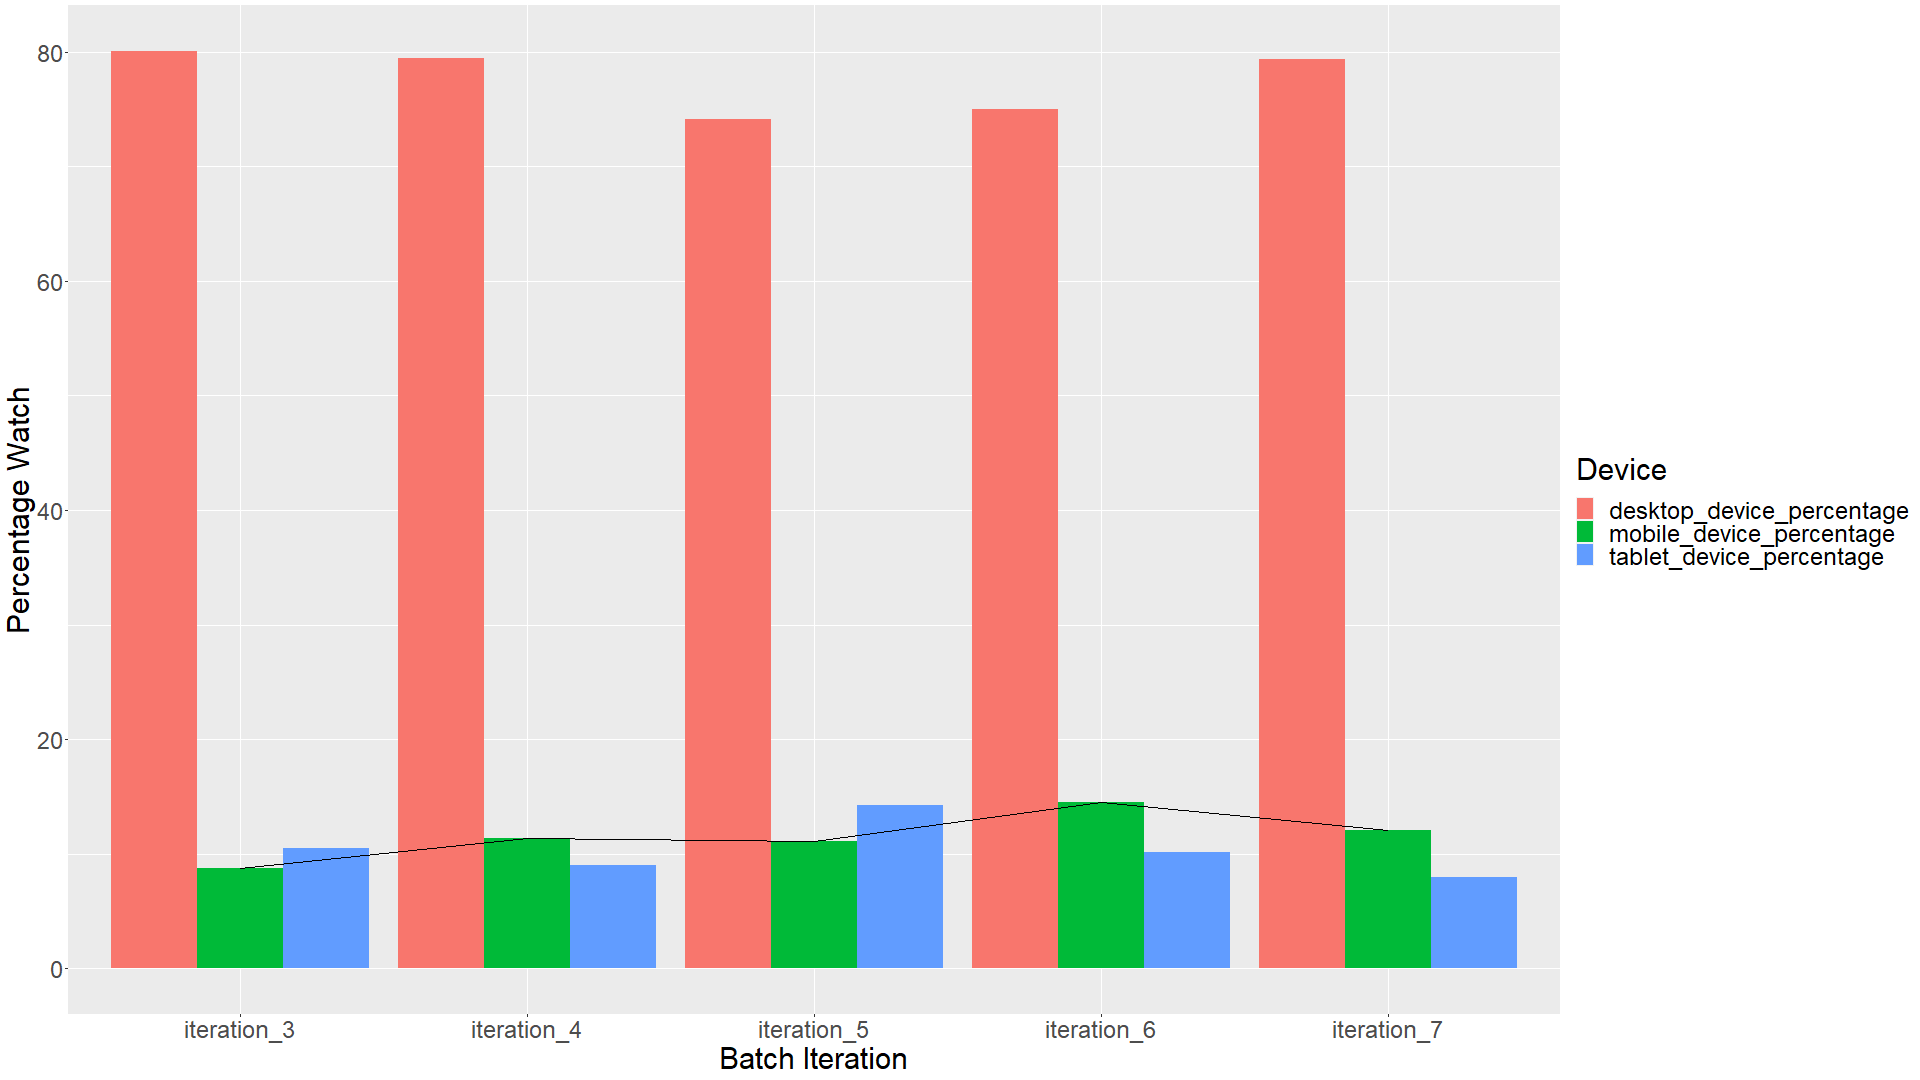 80
60
40
20
0
Percentage Watch
iteration_3
iteration_4
iteration_5
iteration_6
iteration_7
Batch Iteration
Device
desktop_device_percentage
mobile_device_percentage
tablet_device_percentage